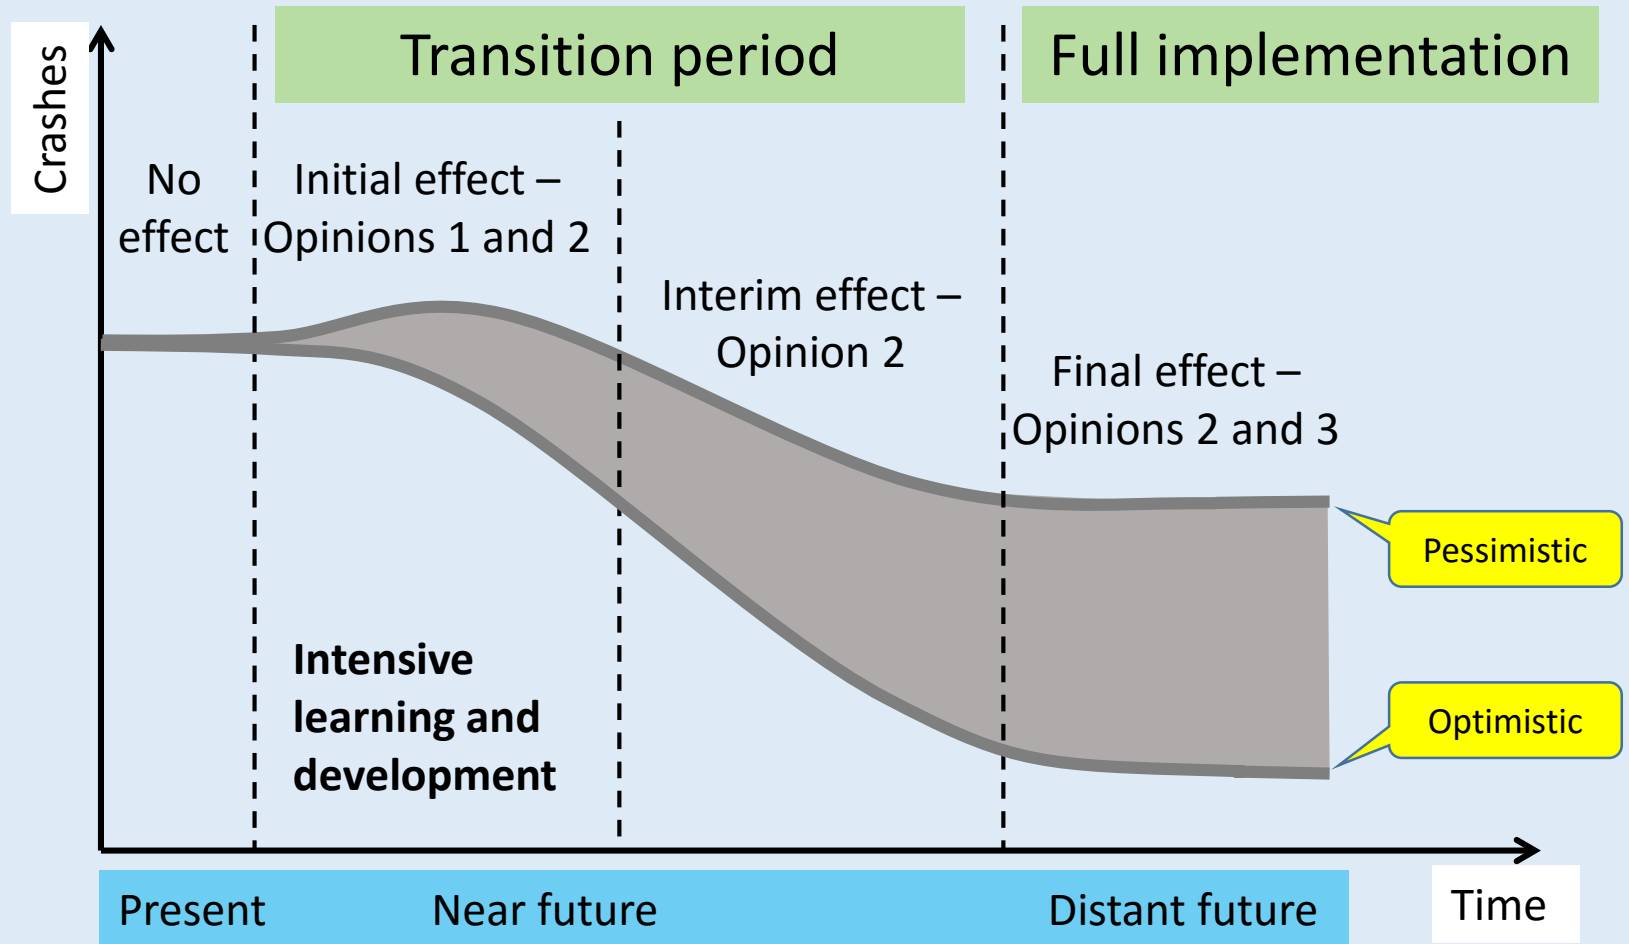 Crashes
Transition period
Full implementation
No
effect
Initial effect –
Opinions 1 and 2
Interim effect –
Opinion 2
Final effect –
Opinions 2 and 3
Pessimistic
Optimistic
Intensive
learning and
development
Present
Near future
Distant future
Time